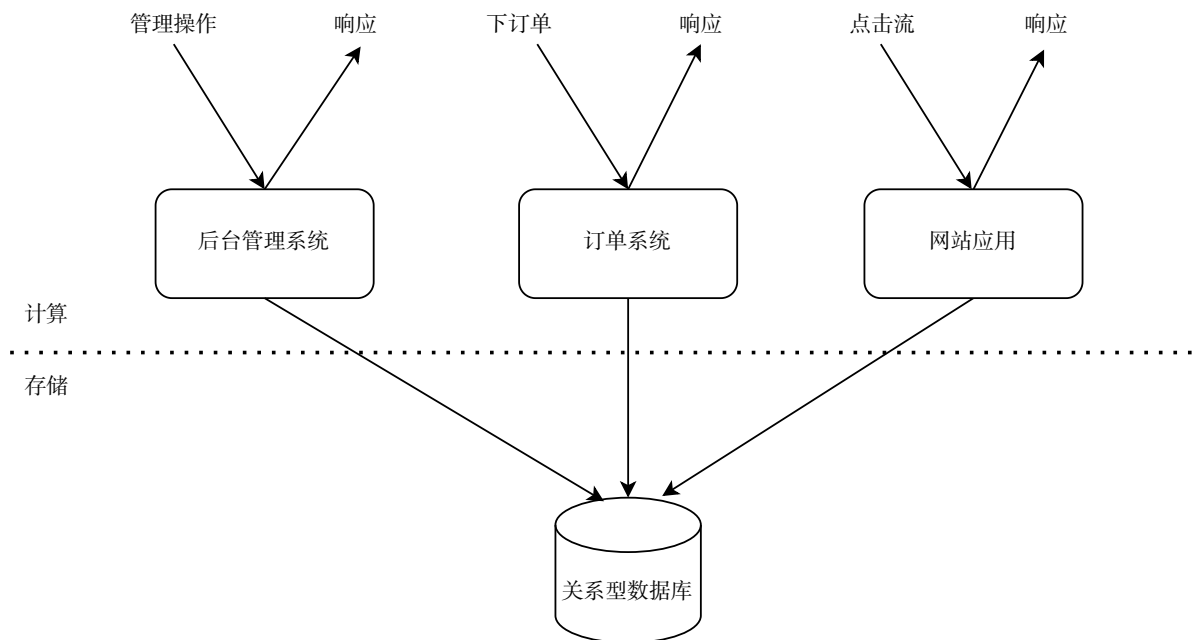 管理操作
响应
下订单
响应
点击流
响应
后台管理系统
订单系统
网站应用
计算
存储
关系型数据库